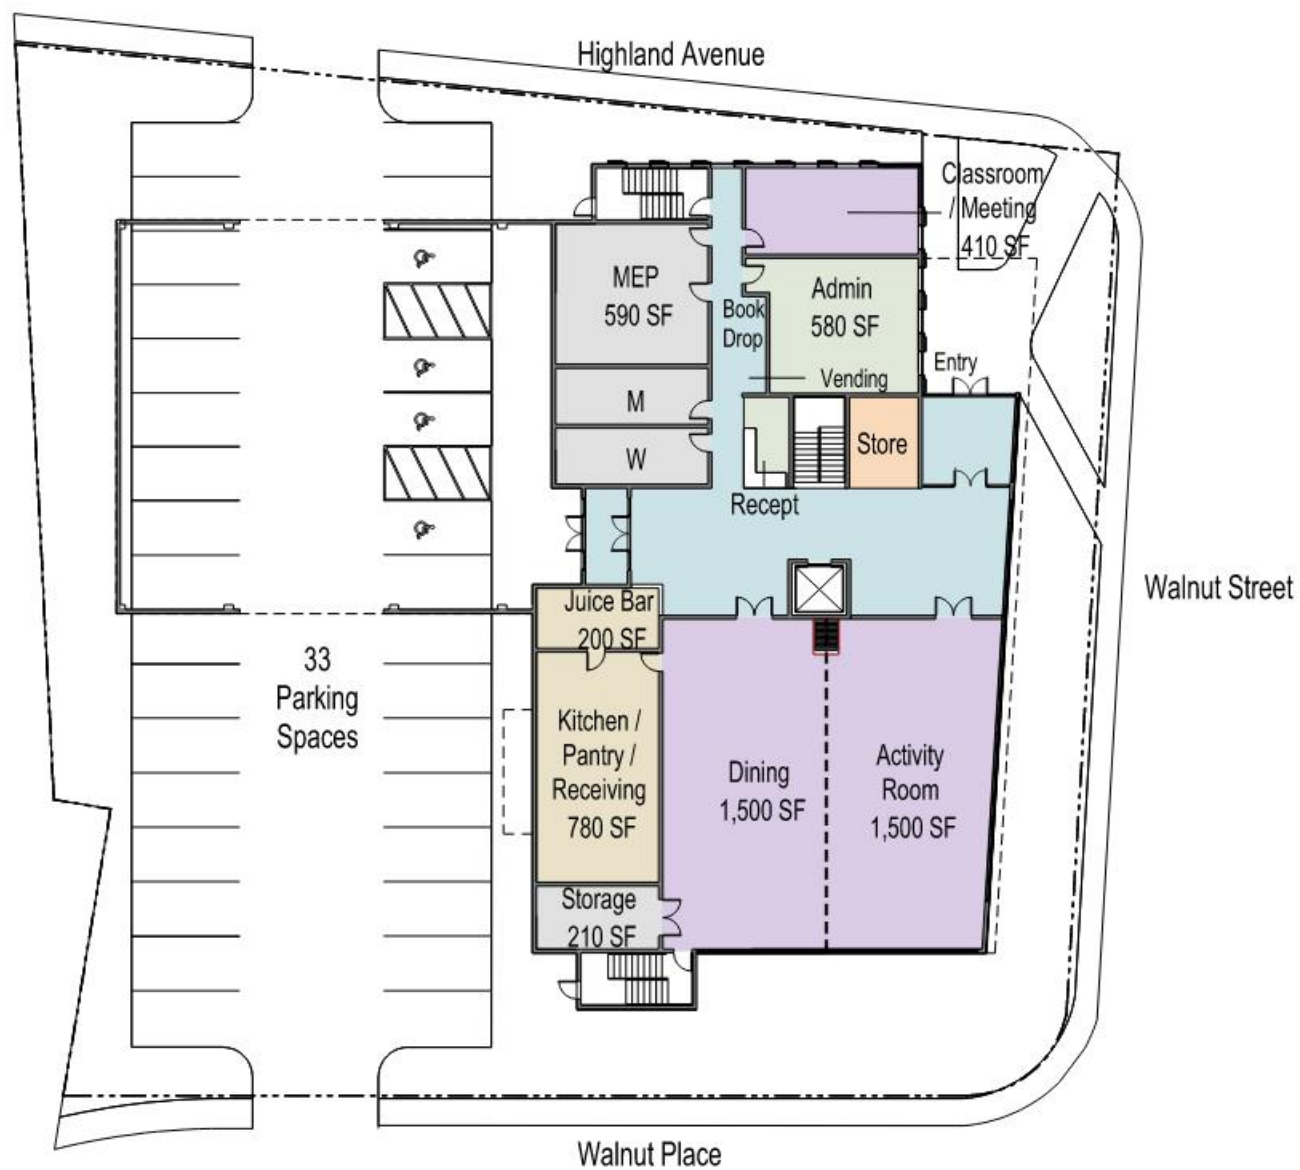 Highland Avenue
Classroom
/ Meeting
410 SF
MEP
590 SF
Admin
580 SF
Book
Drop
Vending
Entry
M
W
Store
Recept
Walnut Street
Juice Bar
200 SF
33
Parking
Spaces
Kitchen /
Pantry /
Receiving
780 SF
Dining
1,500 SF
Activity
Room
1,500 SF
Storage
210 SF
Walnut Place